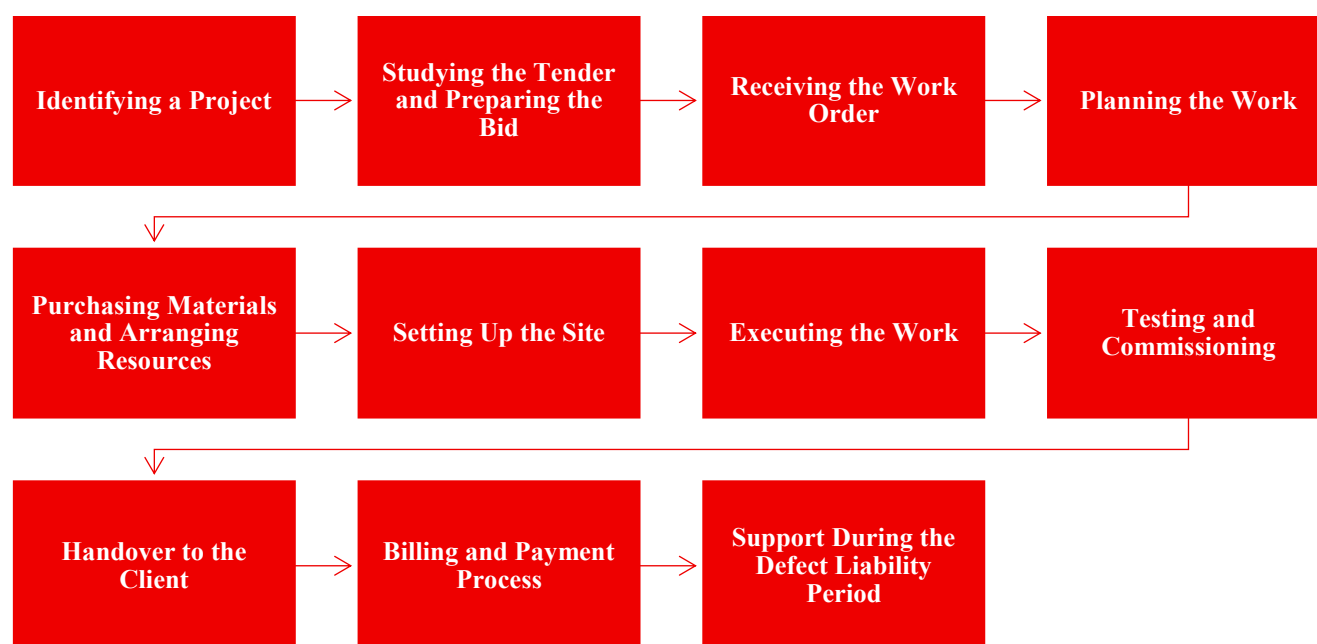 Identifying a Project
Studying the Tender
and Preparing the
Bid
Receiving the Work
Order
Planning the Work
Purchasing Materials
and Arranging
Resources
Setting Up the Site
Executing the Work
Testing and
Commissioning
Handover to the
Client
Billing and Payment
Process
Support During the
Defect Liability
Period